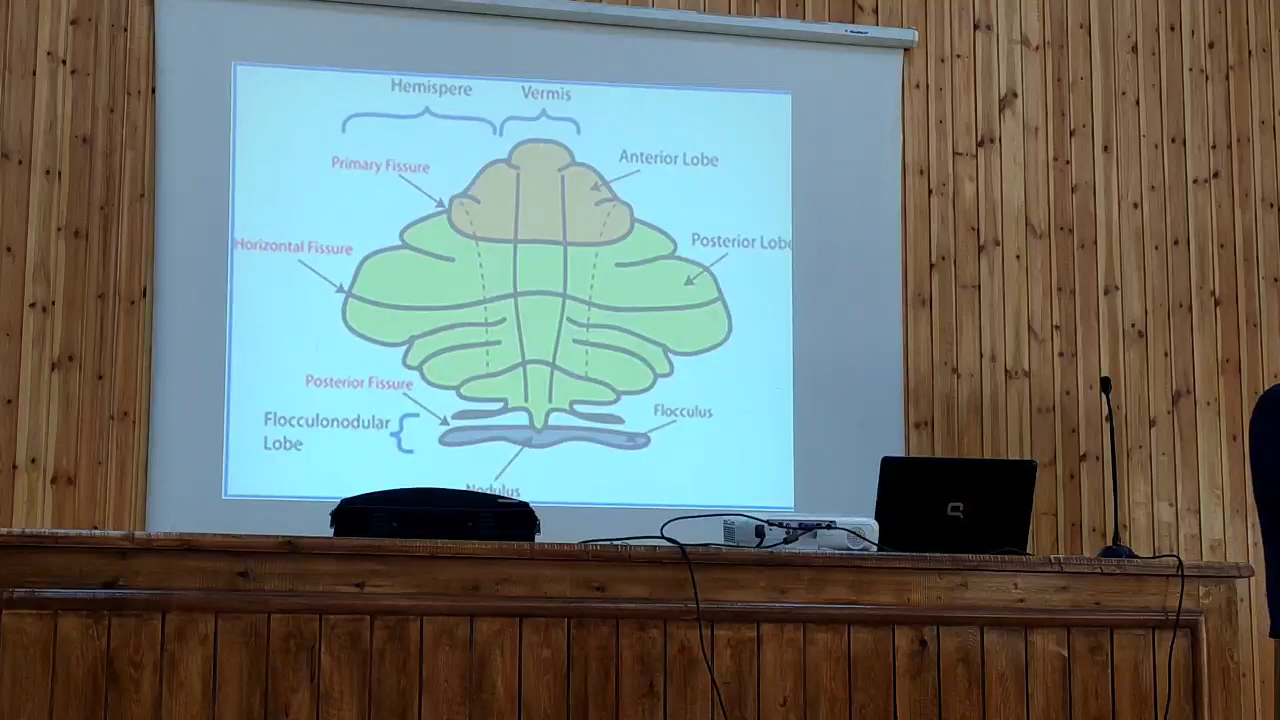 Hemispere
Vermis
Primary Fissure
Anterior Lobe
Horizontal Fissure
Posterior Lobe
Posterior Fissure
Flocculonodular
Lobe
Flocculus
Nodulus